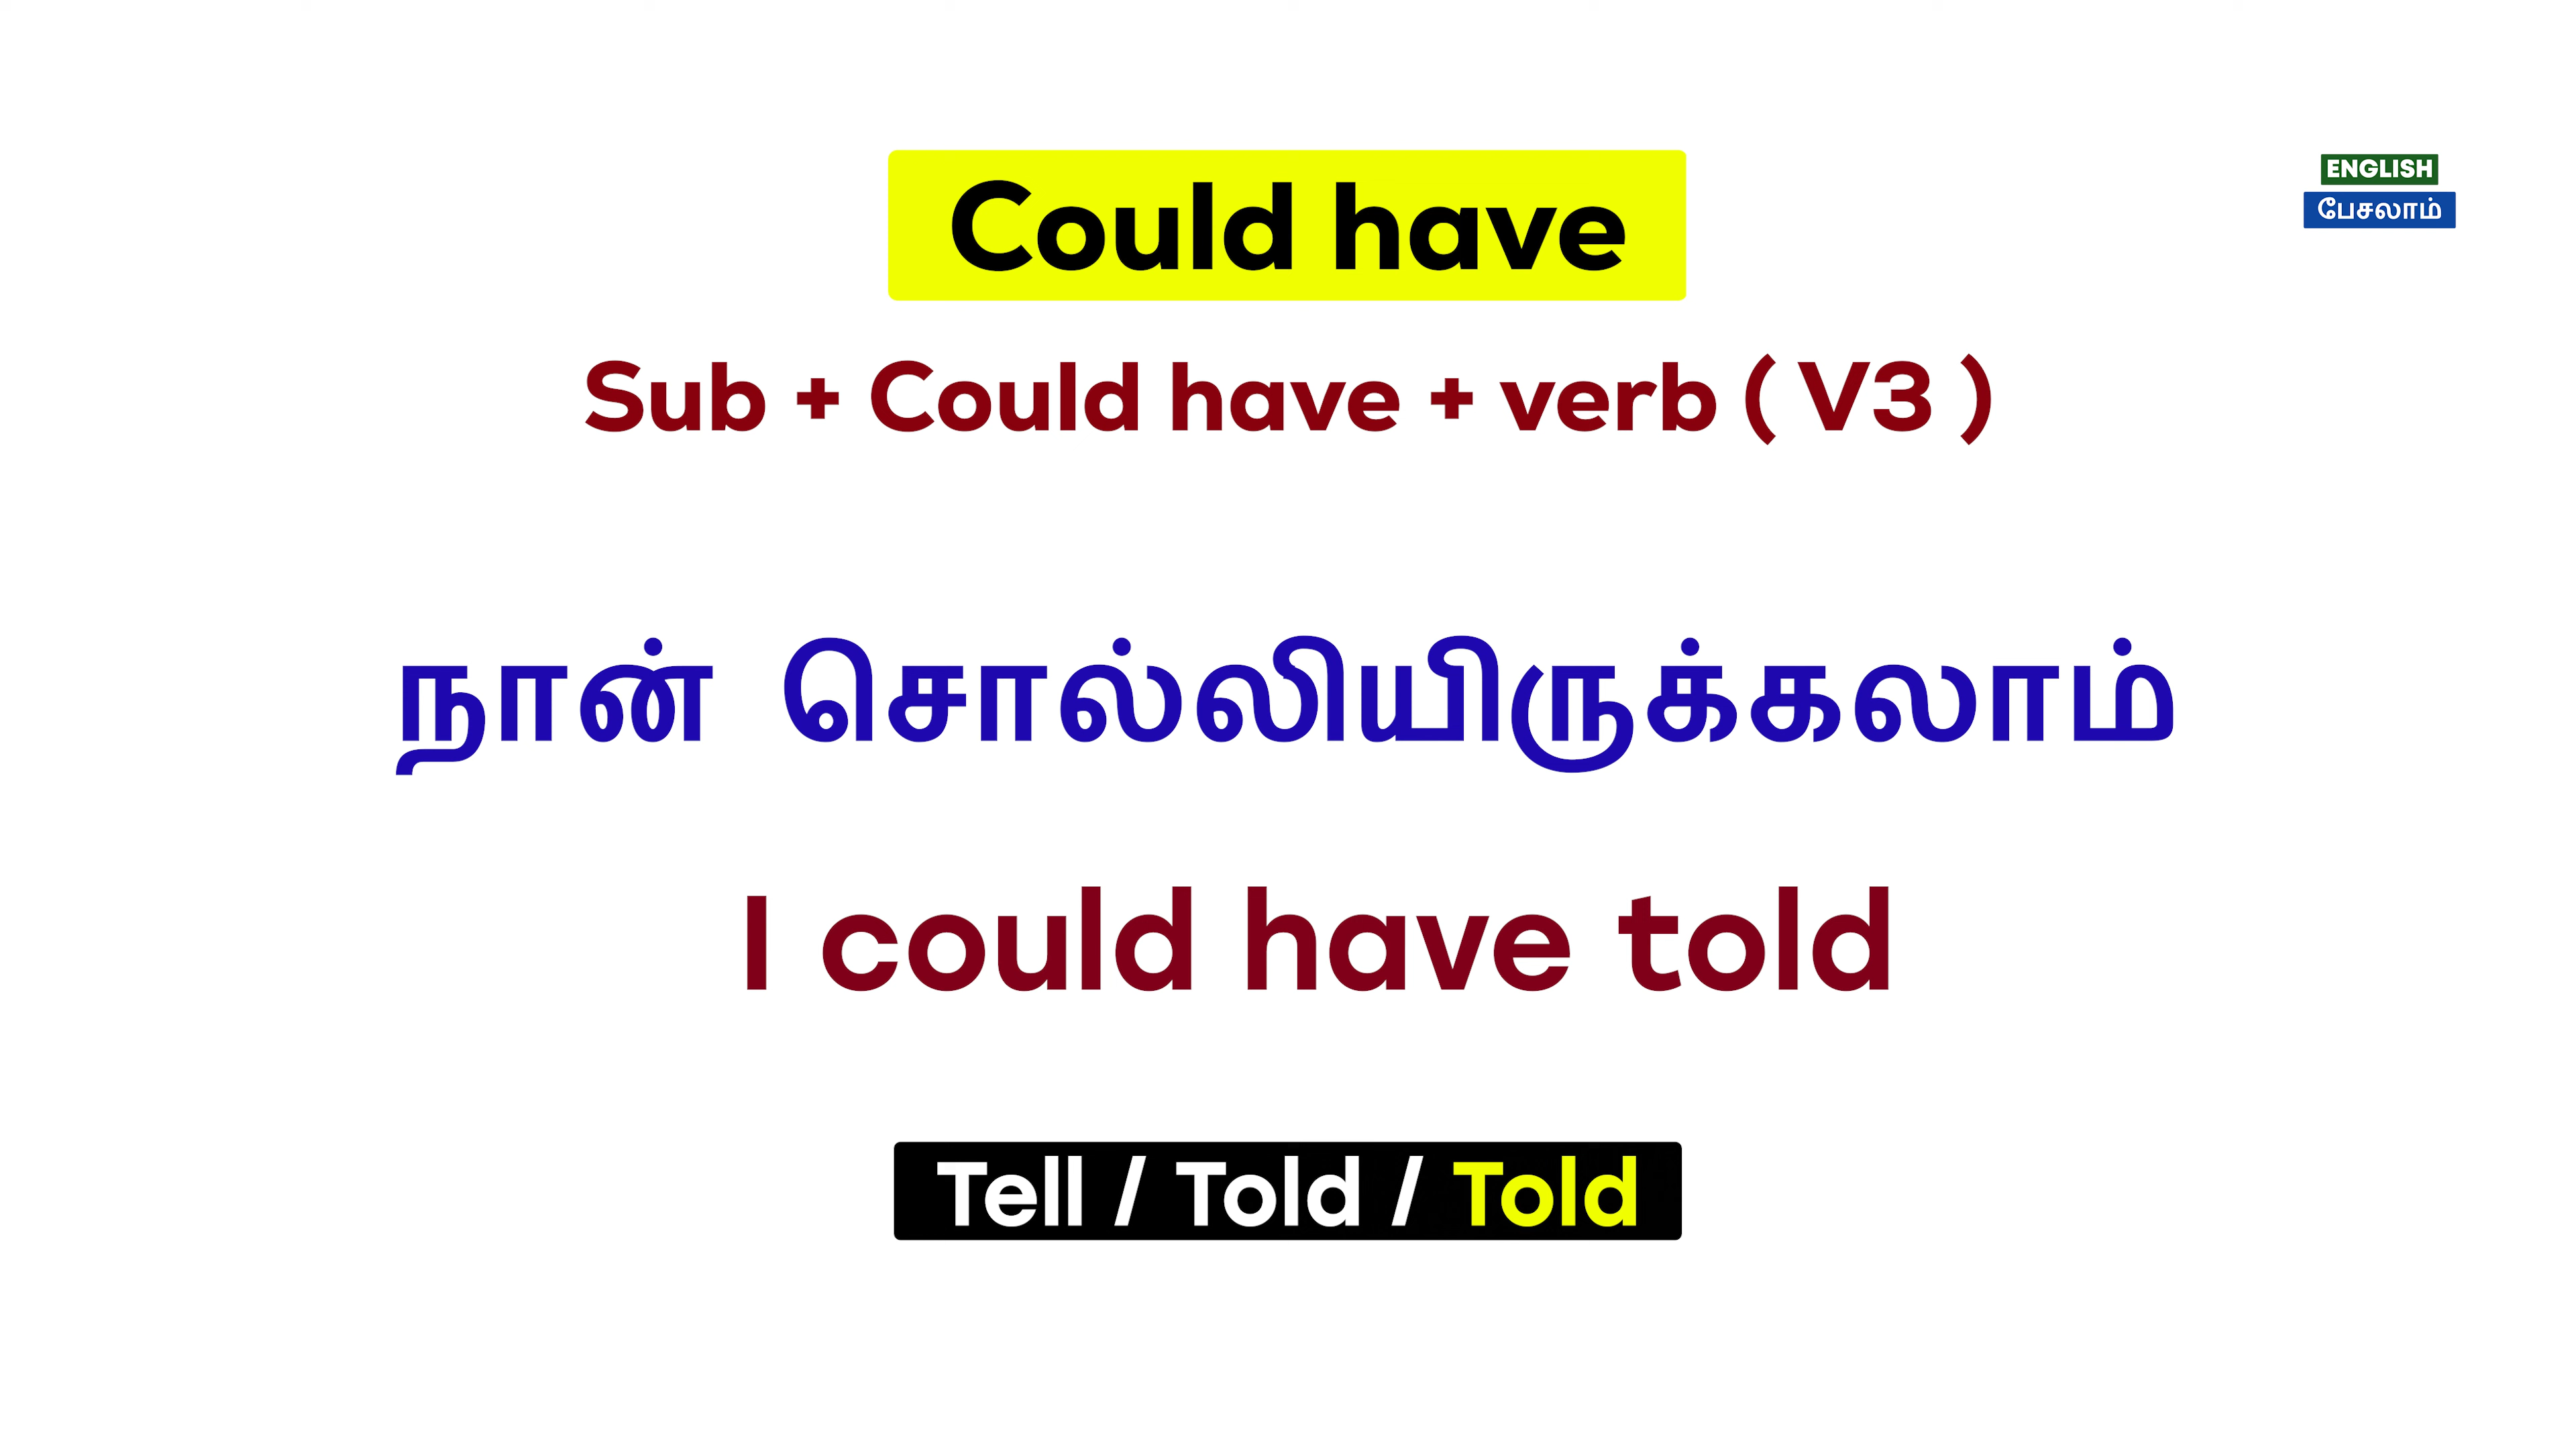 Could have
ENGLISH
பேசலாம்
Sub + Could have + verb ( V3 )
நான் சொல்லியிருக்கலாம்
I could have told
Tell / Told / Told